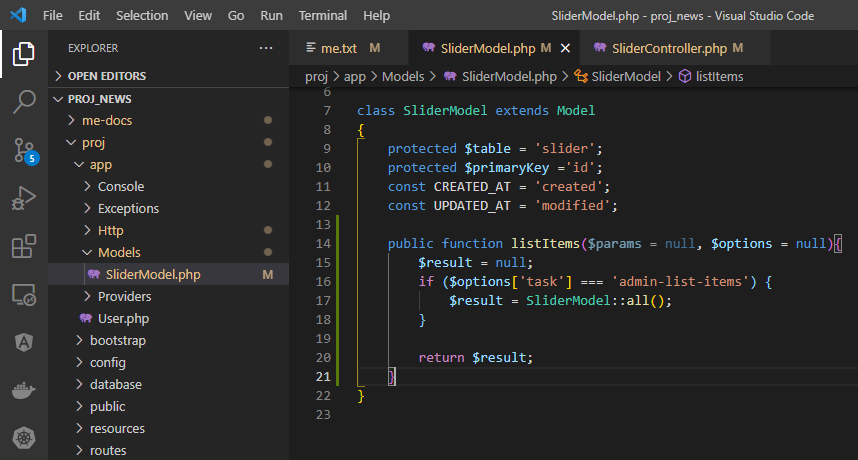 File Edit Selection View Go Run Terminal Help SliderModel.php - proj_news - Visual Studio Code
EXPLORER ···
me.txt M SliderModel.php M SliderController.php M
OPEN EDITORS
proj > app > Models > SliderModel.php > SliderModel > listItems
PROJ_NEWS
me-docs
proj
app
Console
Exceptions
Http
Models
SliderModel.php M
Providers
User.php
bootstrap
config
database
public
resources
routes
5
6
7 class SliderModel extends Model
8 {
9 protected $table = 'slider';
10 protected $primaryKey ='id';
11 const CREATED_AT = 'created';
12 const UPDATED_AT = 'modified';
13
14 public function listItems($params = null, $options = null){
15 $result = null;
16 if ($options['task'] === 'admin-list-items') {
17 $result = SliderModel::all();
18 }
19
20 return $result;
21 }
22 }
23